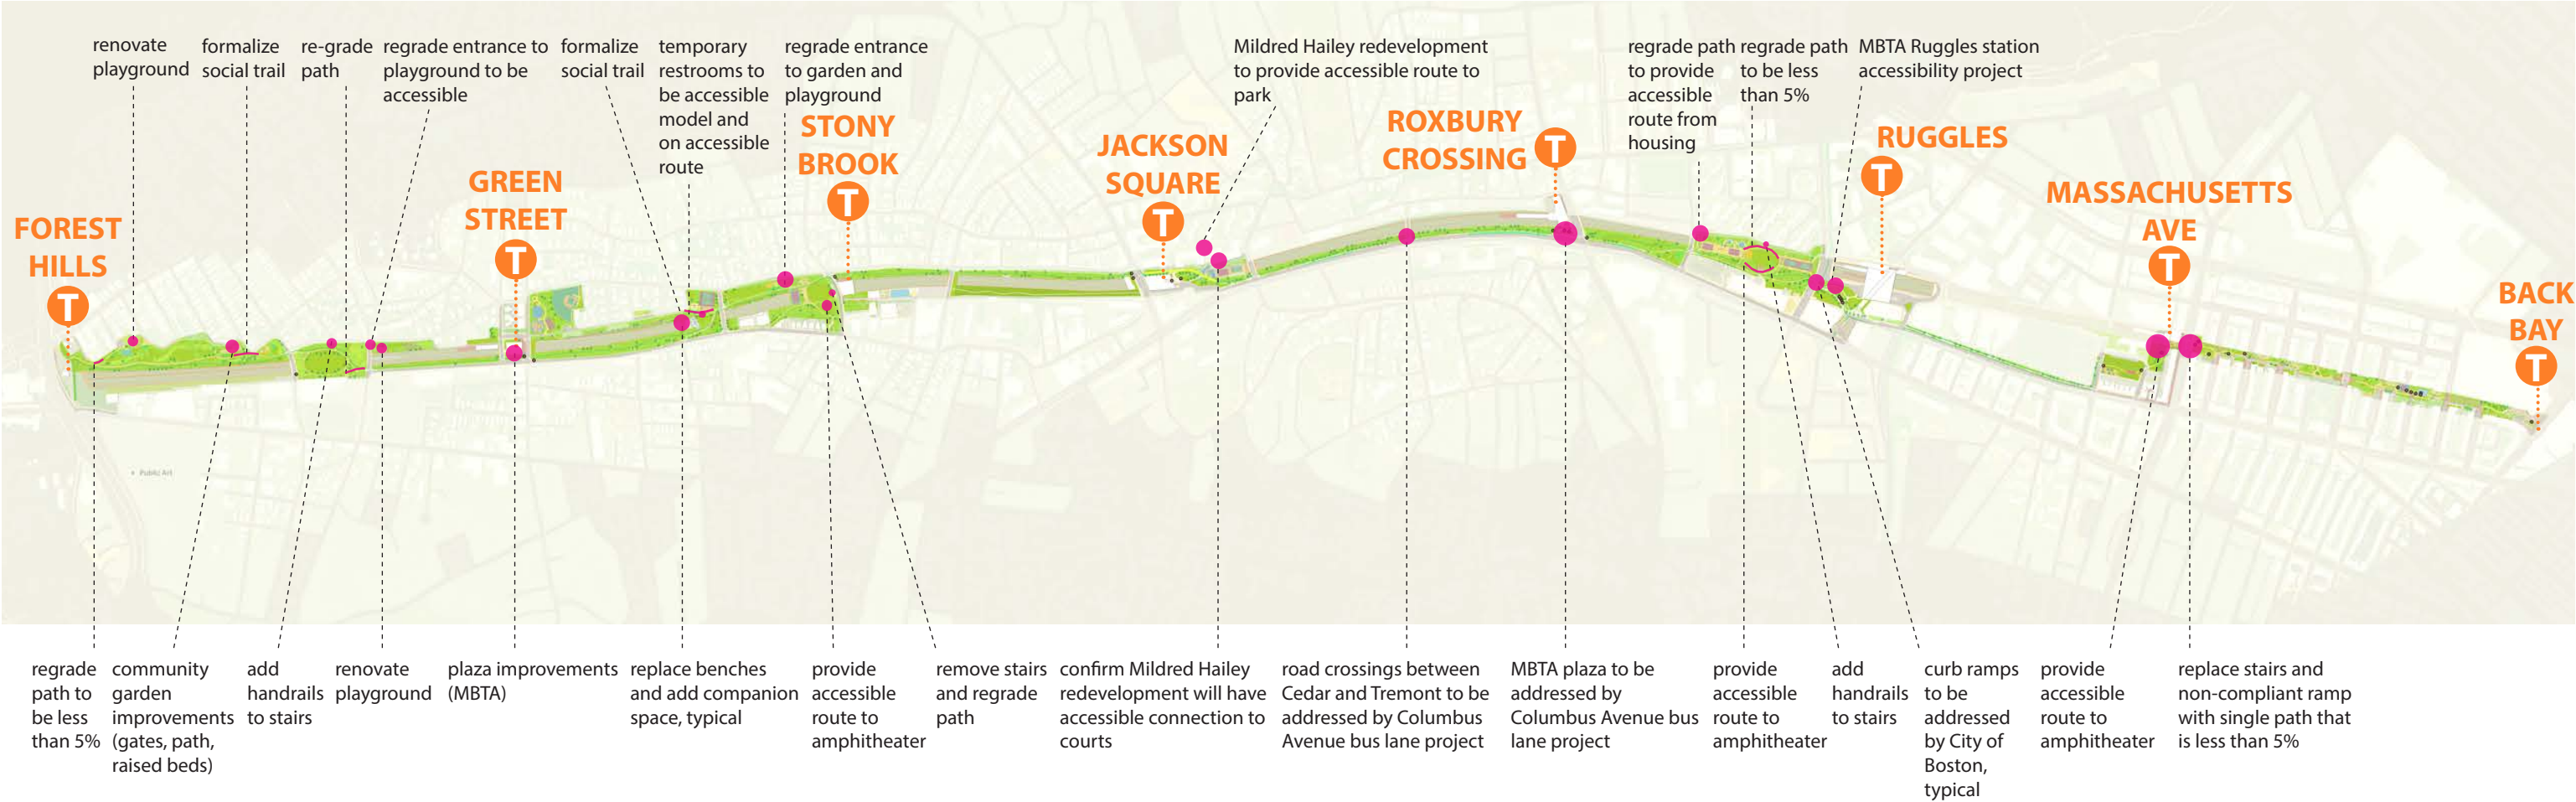 renovate
playground
formalize
social trail
re-grade
path
regrade entrance to
playground to be
accessible
formalize
social trail
temporary
restrooms to
be accessible
model and
on accessible
route
regrade entrance
to garden and
playground
Mildred Hailey redevelopment
to provide accessible route to
park
regrade path
to provide
accessible
route from
housing
regrade path
to be less
than 5%
MBTA Ruggles station
accessibility project
FOREST
HILLS
T
GREEN
STREET
T
STONY
BROOK
T
JACKSON
SQUARE
T
ROXBURY
CROSSING
T
RUGGLES
T
MASSACHUSETTS
AVE
T
BACK
BAY
T
Public Art
regrade
path to
be less
than 5%
community
garden
improvements
(gates, path,
raised beds)
add
handrails
to stairs
renovate
playground
plaza improvements
(MBTA)
replace benches
and add companion
space, typical
provide
accessible
route to
amphitheater
remove stairs
and regrade
path
confirm Mildred Hailey
redevelopment will have
accessible connection to
courts
road crossings between
Cedar and Tremont to be
addressed by Columbus
Avenue bus lane project
MBTA plaza to be
addressed by
Columbus Avenue bus
lane project
provide
accessible
route to
amphitheater
add
handrails
to stairs
curb ramps
to be
addressed
by City of
Boston,
typical
provide
accessible
route to
amphitheater
replace stairs and
non-compliant ramp
with single path that
is less than 5%